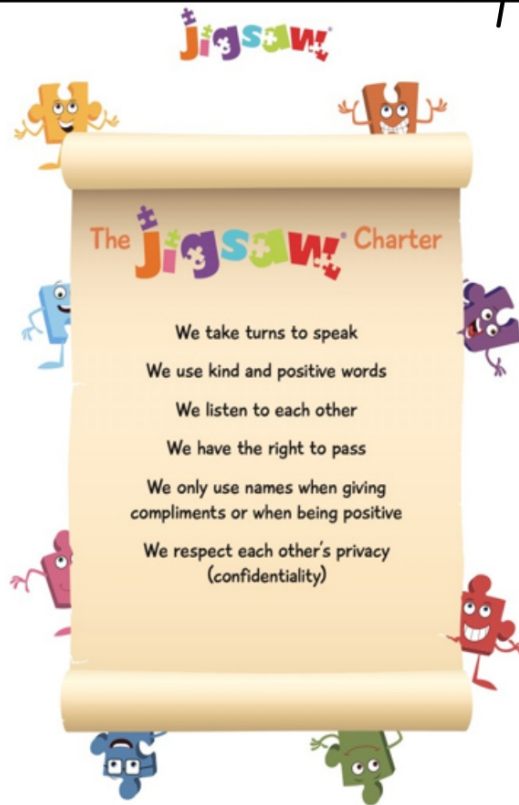 jigsaw
The jigsaw Charter
We take turns to speak
We use kind and positive words
We listen to each other
We have the right to pass
We only use names when giving
compliments or when being positive
We respect each other's privacy
(confidentiality)